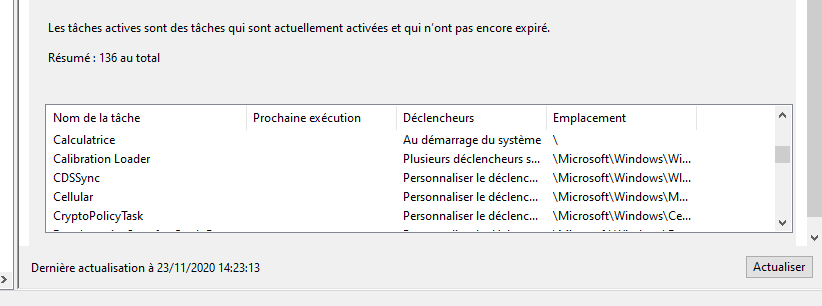 Les tâches actives sont des tâches qui sont actuellement activées et qui n’ont pas encore expiré.
Résumé : 136 au total
Nom de la tâche Prochaine exécution Déclencheurs Emplacement
Calculatrice Au démarrage du système \
Calibration Loader Plusieurs déclencheurs s... \Microsoft\Windows\Wi...
CDSSync Personnaliser le déclenc... \Microsoft\Windows\WI...
Cellular Personnaliser le déclenc... \Microsoft\Windows\M...
CryptoPolicyTask Personnaliser le déclenc... \Microsoft\Windows\Ce...
Dernière actualisation à 23/11/2020 14:23:13 Actualiser